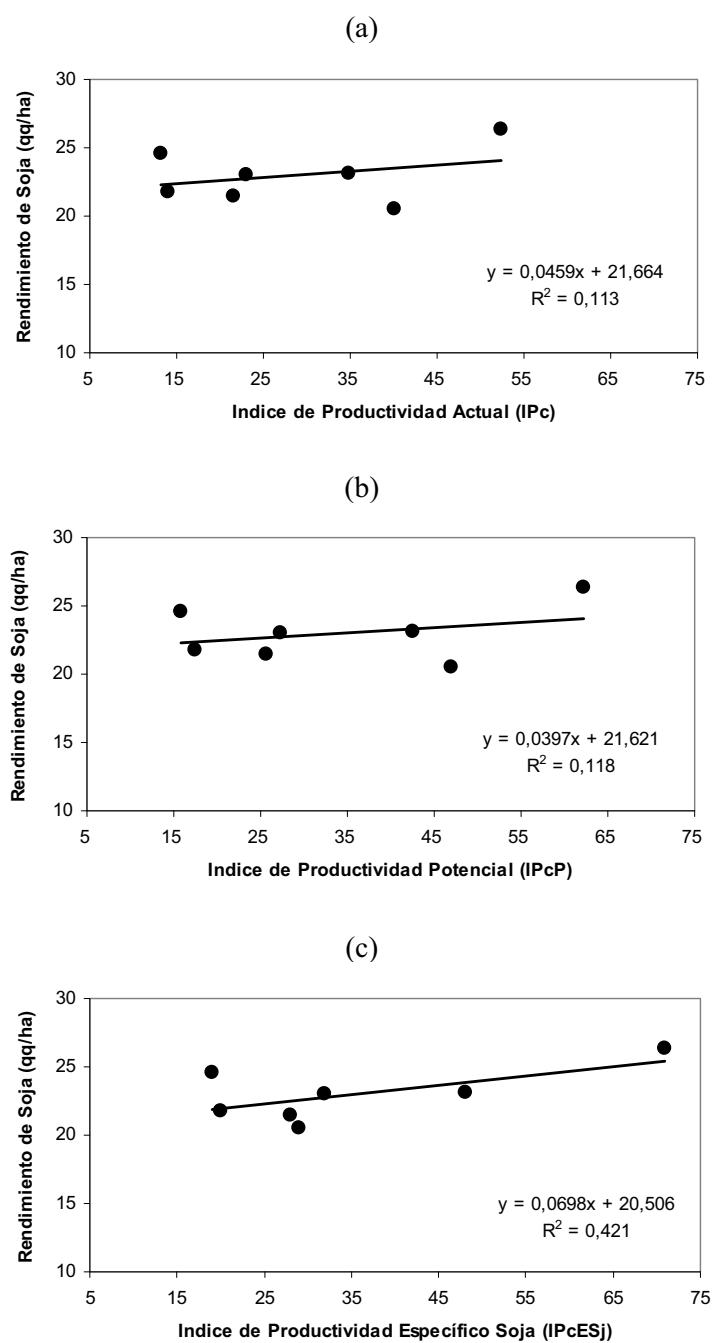 (a)
30
25
20
15
10
Rendimiento de Soja (qq/ha)
y = 0,0459x + 21,664
R² = 0,113
5 15 25 35 45 55 65 75
Indice de Productividad Actual (IPc)
(b)
30
25
20
15
10
Rendimiento de Soja (qq/ha)
y = 0,0397x + 21,621
R² = 0,118
5 15 25 35 45 55 65 75
Indice de Productividad Potencial (IPcP)
(c)
30
25
20
15
10
Rendimiento de Soja (qq/ha)
y = 0,0698x + 20,506
R² = 0,421
5 15 25 35 45 55 65 75
Indice de Productividad Específico Soja (IPcESj)